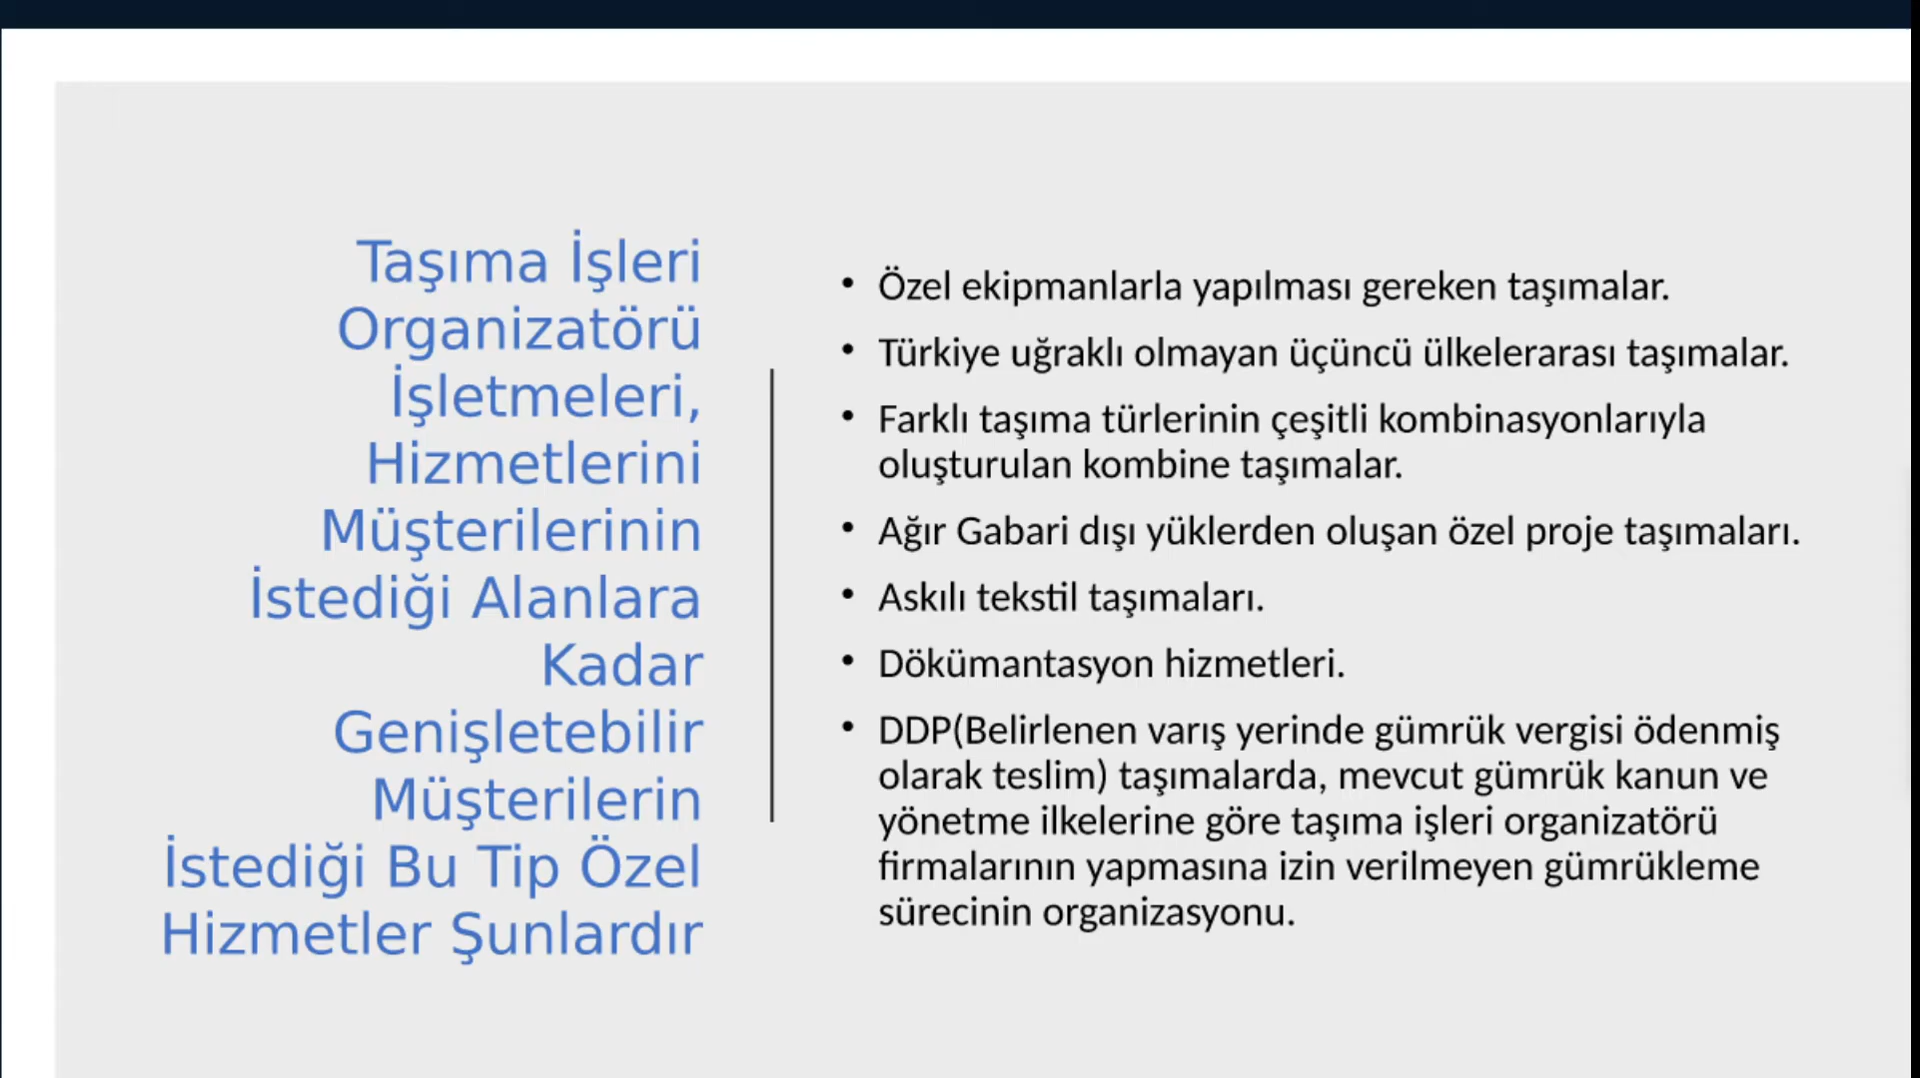 Taşıma İşleri
Organizatörü
İşletmeleri,
Hizmetlerini
Müşterilerinin
İstediği Alanlara
Kadar
Genişletebilir
Müşterilerin
İstediği Bu Tip Özel
Hizmetler Şunlardır
• Özel ekipmanlarla yapılması gereken taşımalar.
• Türkiye uğraklı olmayan üçüncü ülkelerarası taşımalar.
• Farklı taşıma türlerinin çeşitli kombinasyonlarıyla
oluşturulan kombine taşımalar.
• Ağır Gabari dışı yüklerden oluşan özel proje taşımaları.
• Askılı tekstil taşımaları.
• Dökümantasyon hizmetleri.
• DDP(Belirlenen varış yerinde gümrük vergisi ödenmiş
olarak teslim) taşımalarda, mevcut gümrük kanun ve
yönetme ilkelerine göre taşıma işleri organizatörü
firmalarının yapmasına izin verilmeyen gümrükleme
sürecinin organizasyonu.